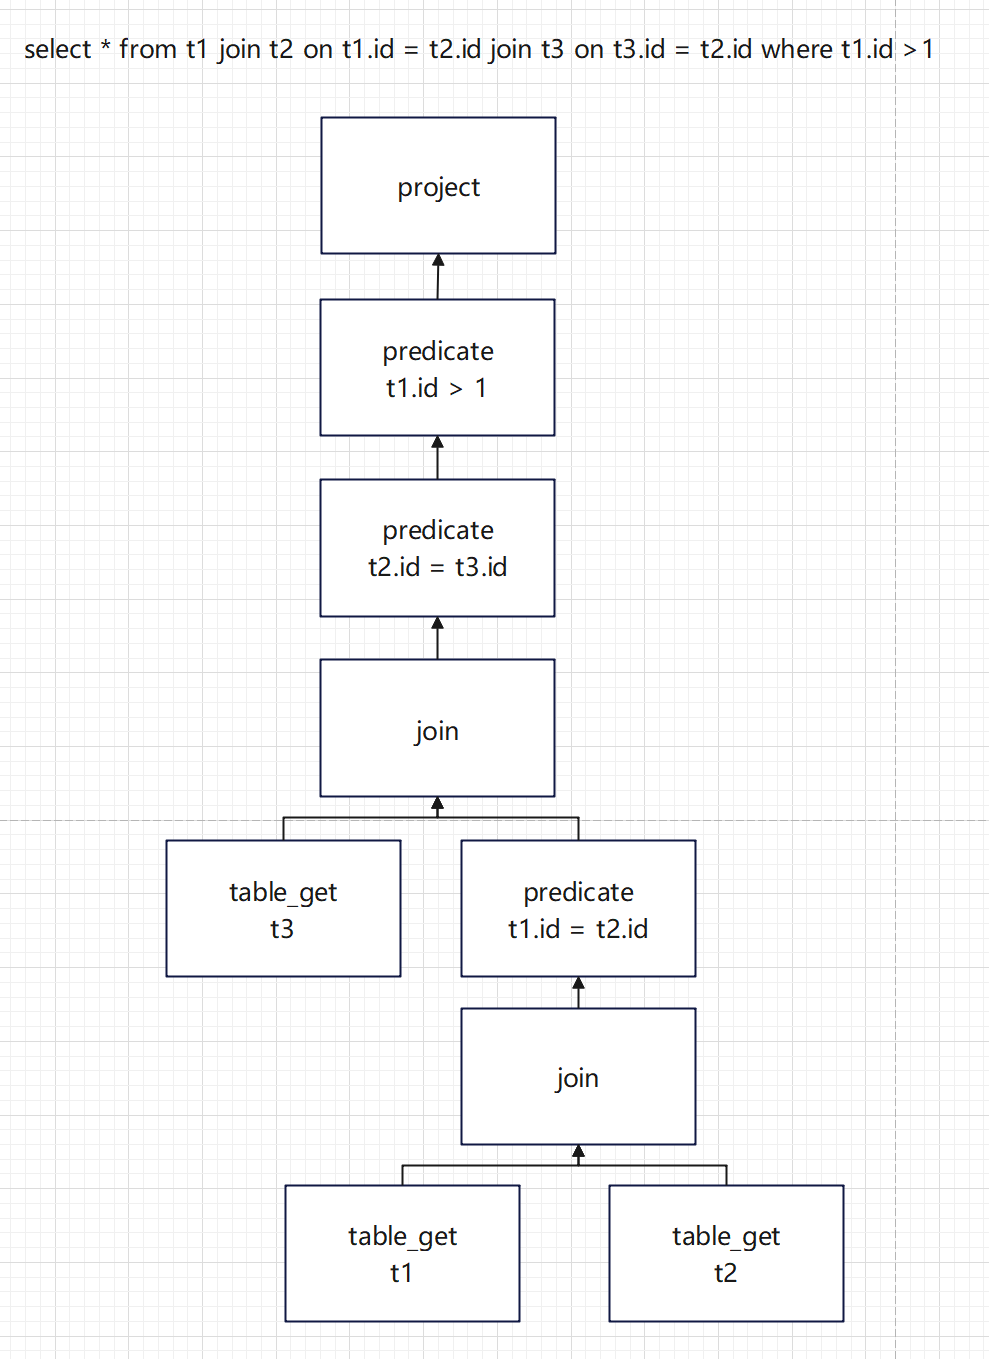 select * from t1 join t2 on t1.id = t2.id join t3 on t3.id = t2.id where t1.id >1
project
predicate
t1.id > 1
predicate
t2.id = t3.id
join
table_get
t3
predicate
t1.id = t2.id
join
table_get
t1
table_get
t2